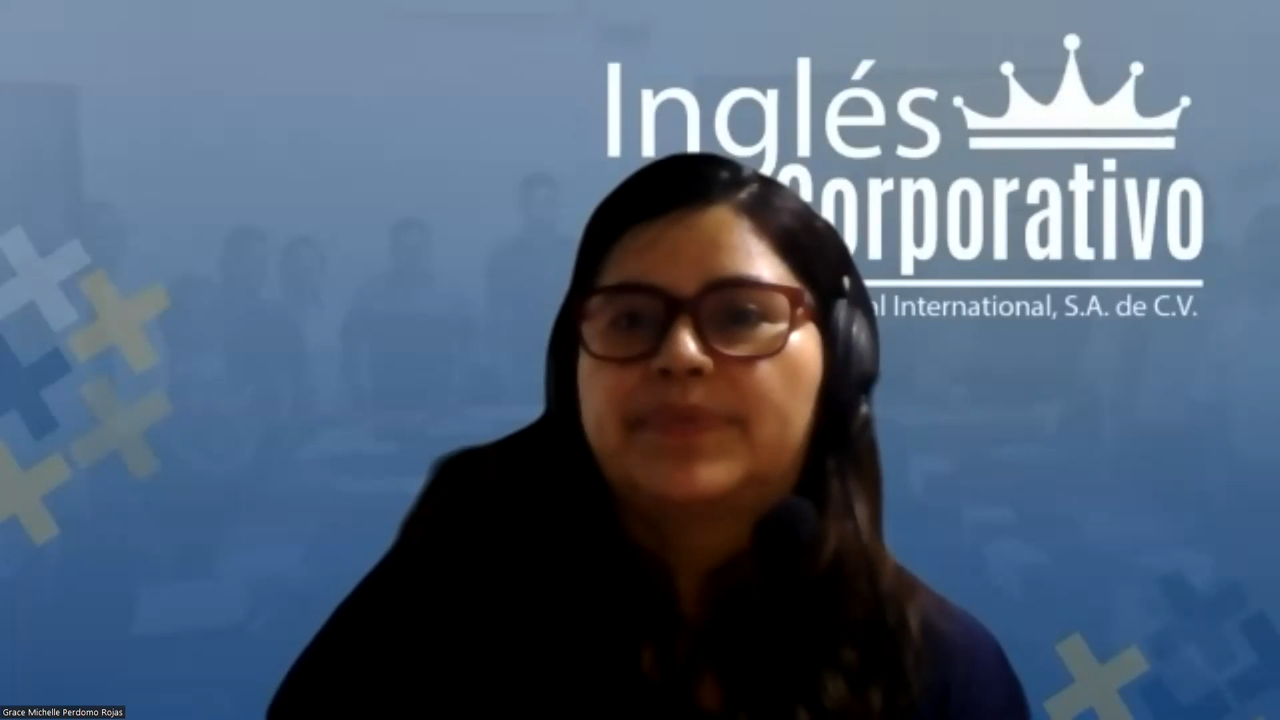 Inglés
Corporativo
International, S.A. de C.V.
Grace Michelle Perdomo Rojas